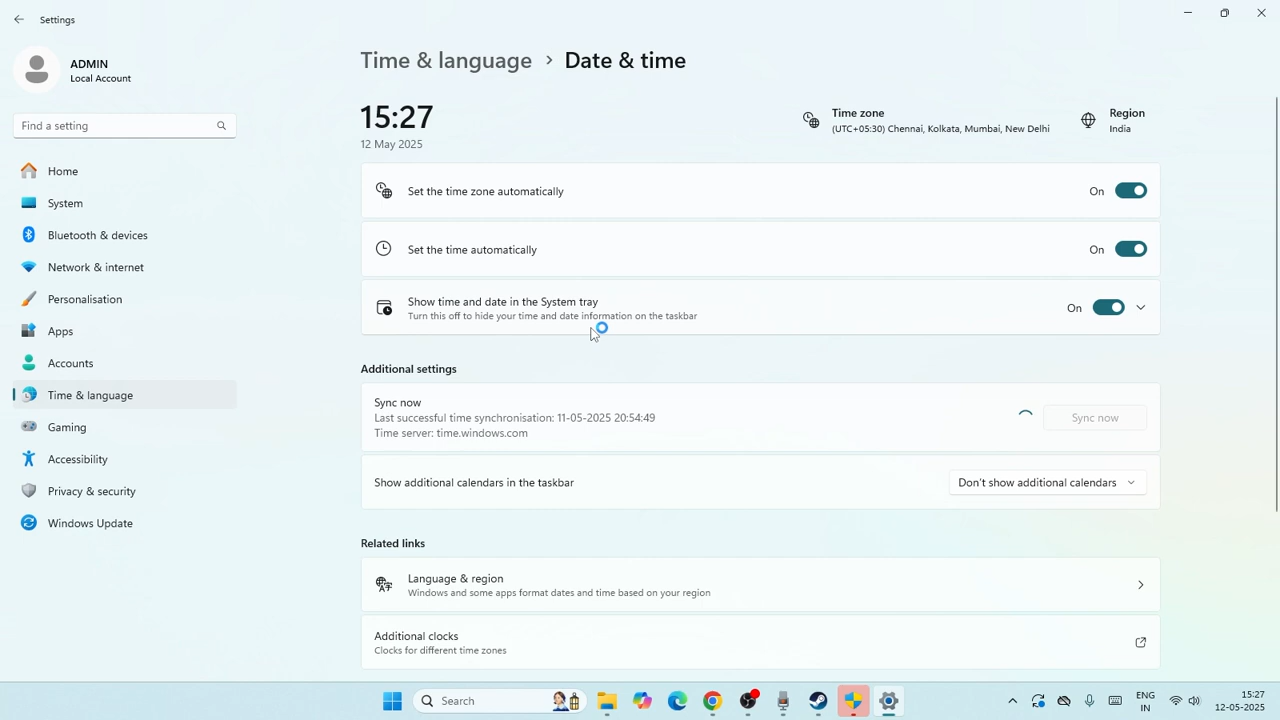 Settings
ADMIN
Local Account
Find a setting
Home
System
Bluetooth & devices
Network & internet
Personalisation
Apps
Accounts
Time & language
Gaming
Accessibility
Privacy & security
Windows Update
Time & language > Date & time
15:27
12 May 2025
Time zone
(UTC+05:30) Chennai, Kolkata, Mumbai, New Delhi
Region
India
Set the time zone automatically
On
Set the time automatically
On
Show time and date in the System tray
Turn this off to hide your time and date information on the taskbar
On
Additional settings
Sync now
Last successful time synchronisation: 11-05-2025 20:54:49
Time server: time.windows.com
Sync now
Show additional calendars in the taskbar
Don't show additional calendars
Related links
Language & region
Windows and some apps format dates and time based on your region
Additional clocks
Clocks for different time zones
Search
ENG
IN
15:27
12-05-2025